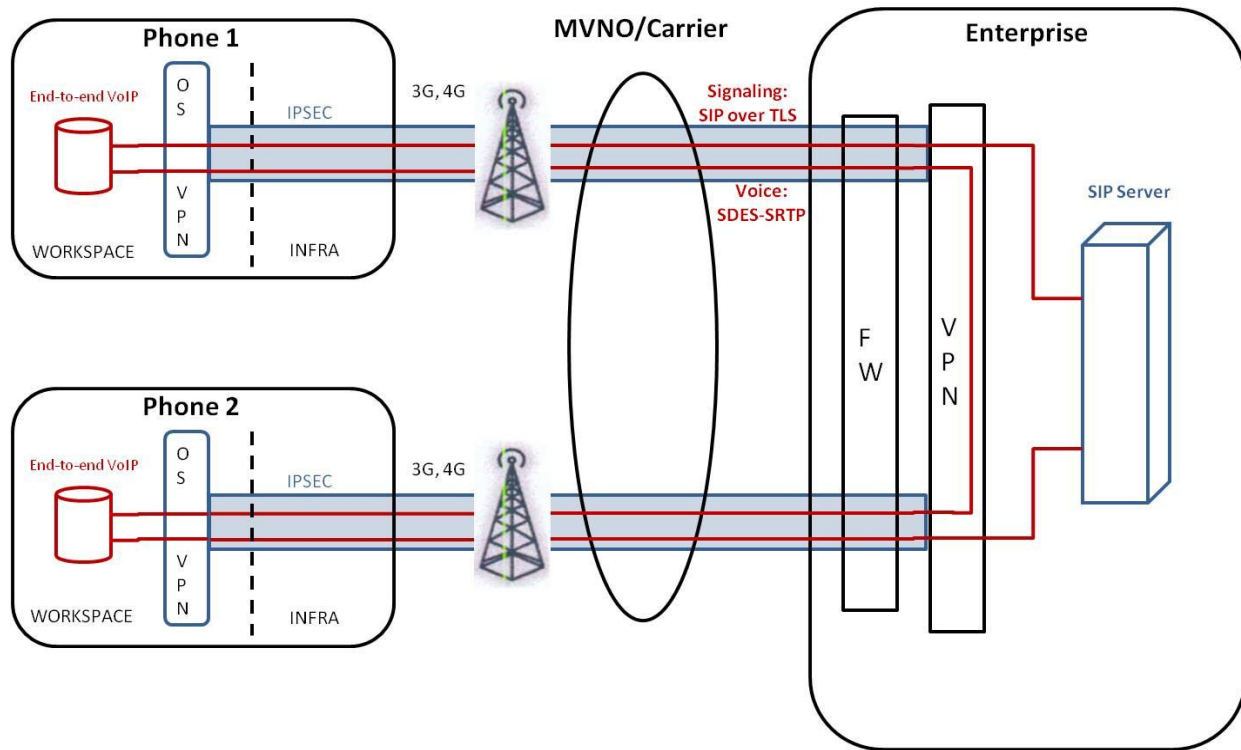 Phone 1
End-to-end VoIP
O
S
V
P
N
IPSEC
WORKSPACE
INFRA
3G, 4G
MVNO/Carrier
Signaling:
SIP over TLS
Voice:
SDES-SRTP
Enterprise
F
W
V
P
N
SIP Server
Phone 2
End-to-end VoIP
O
S
V
P
N
IPSEC
WORKSPACE
INFRA
3G, 4G